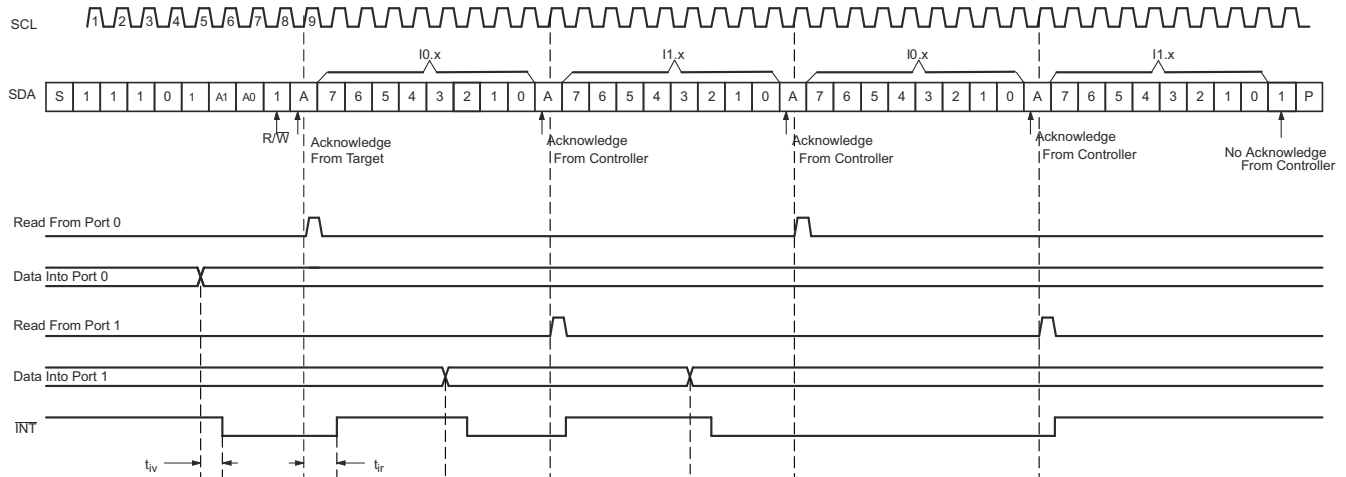 SCL
1 2 3 4 5 6 7 8 9
I0.x I1.x I0.x I1.x
SDA S 1 1 1 0 1 A1 A0 1 A 7 6 5 4 3 2 1 0 A 7 6 5 4 3 2 1 0 A 7 6 5 4 3 2 1 0 A 7 6 5 4 3 2 1 0 1 P
R/W̅
Acknowledge
From Target
Acknowledge
From Controller
Acknowledge
From Controller
Acknowledge
From Controller
No Acknowledge
From Controller
Read From Port 0
Data Into Port 0
Read From Port 1
Data Into Port 1
I̅N̅T̅
tiv
tir